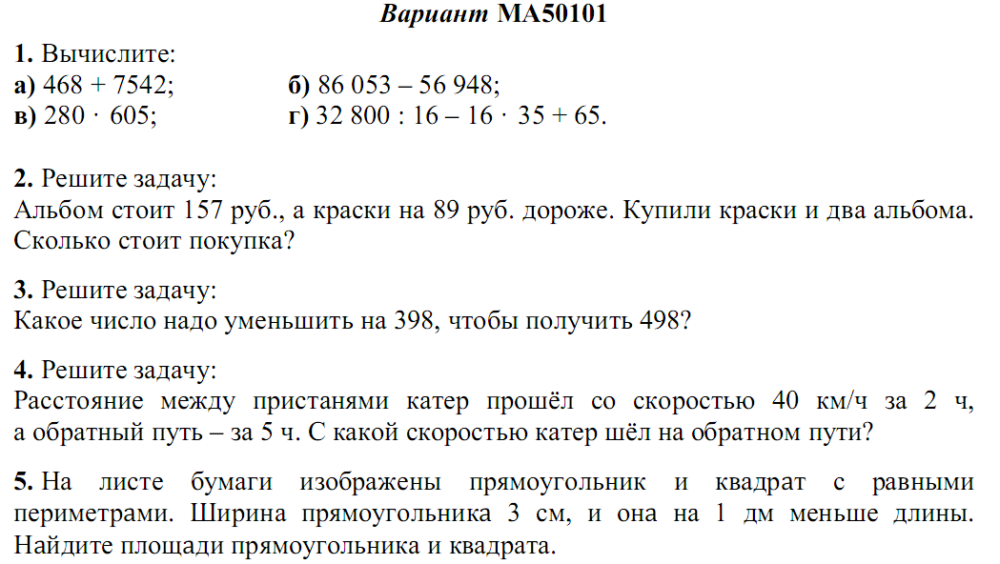 Вариант МА50101
1. Вычислите:
а) 468 + 7542; б) 86 053 – 56 948;
в) 280 · 605; г) 32 800 : 16 – 16 · 35 + 65.
2. Решите задачу:
Альбом стоит 157 руб., а краски на 89 руб. дороже. Купили краски и два альбома.
Сколько стоит покупка?
3. Решите задачу:
Какое число надо уменьшить на 398, чтобы получить 498?
4. Решите задачу:
Расстояние между пристанями катер прошёл со скоростью 40 км/ч за 2 ч,
а обратный путь – за 5 ч. С какой скоростью катер шёл на обратном пути?
5. На листе бумаги изображены прямоугольник и квадрат с равными
периметрами. Ширина прямоугольника 3 см, и она на 1 дм меньше длины.
Найдите площади прямоугольника и квадрата.